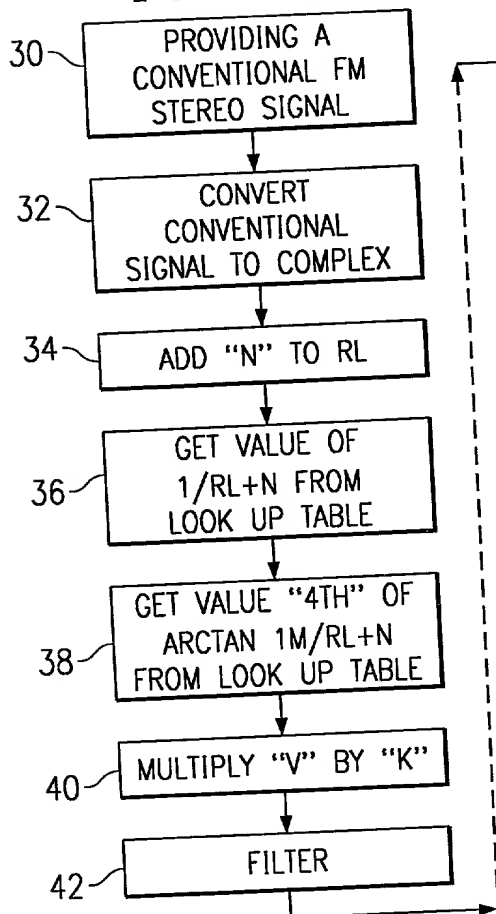 30
PROVIDING A
CONVENTIONAL FM
STEREO SIGNAL
32
CONVERT
CONVENTIONAL
SIGNAL TO COMPLEX
34
ADD "N" TO RL
36
GET VALUE OF
1/RL+N FROM
LOOK UP TABLE
38
GET VALUE "4TH" OF
ARCTAN 1M/RL+N
FROM LOOK UP TABLE
40
MULTIPLY "V" BY "K"
42
FILTER